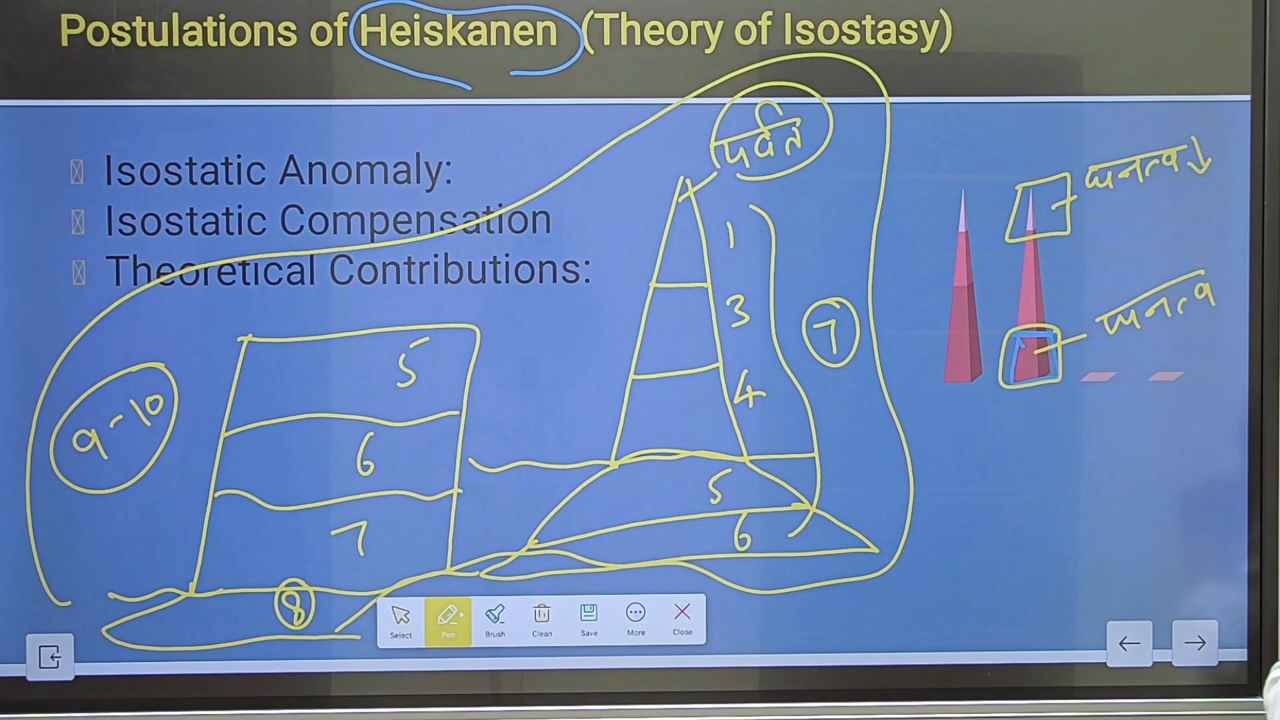 Postulations of Heiskanen (Theory of Isostasy)
Isostatic Anomaly:
Isostatic Compensation
Theoretical Contributions:
पर्वत
घनत्व↓
घनत्व
1
3
4
7
5
6
5
6
7
8
9-10
Select
Pen
Brush
Clean
Save
More
Close